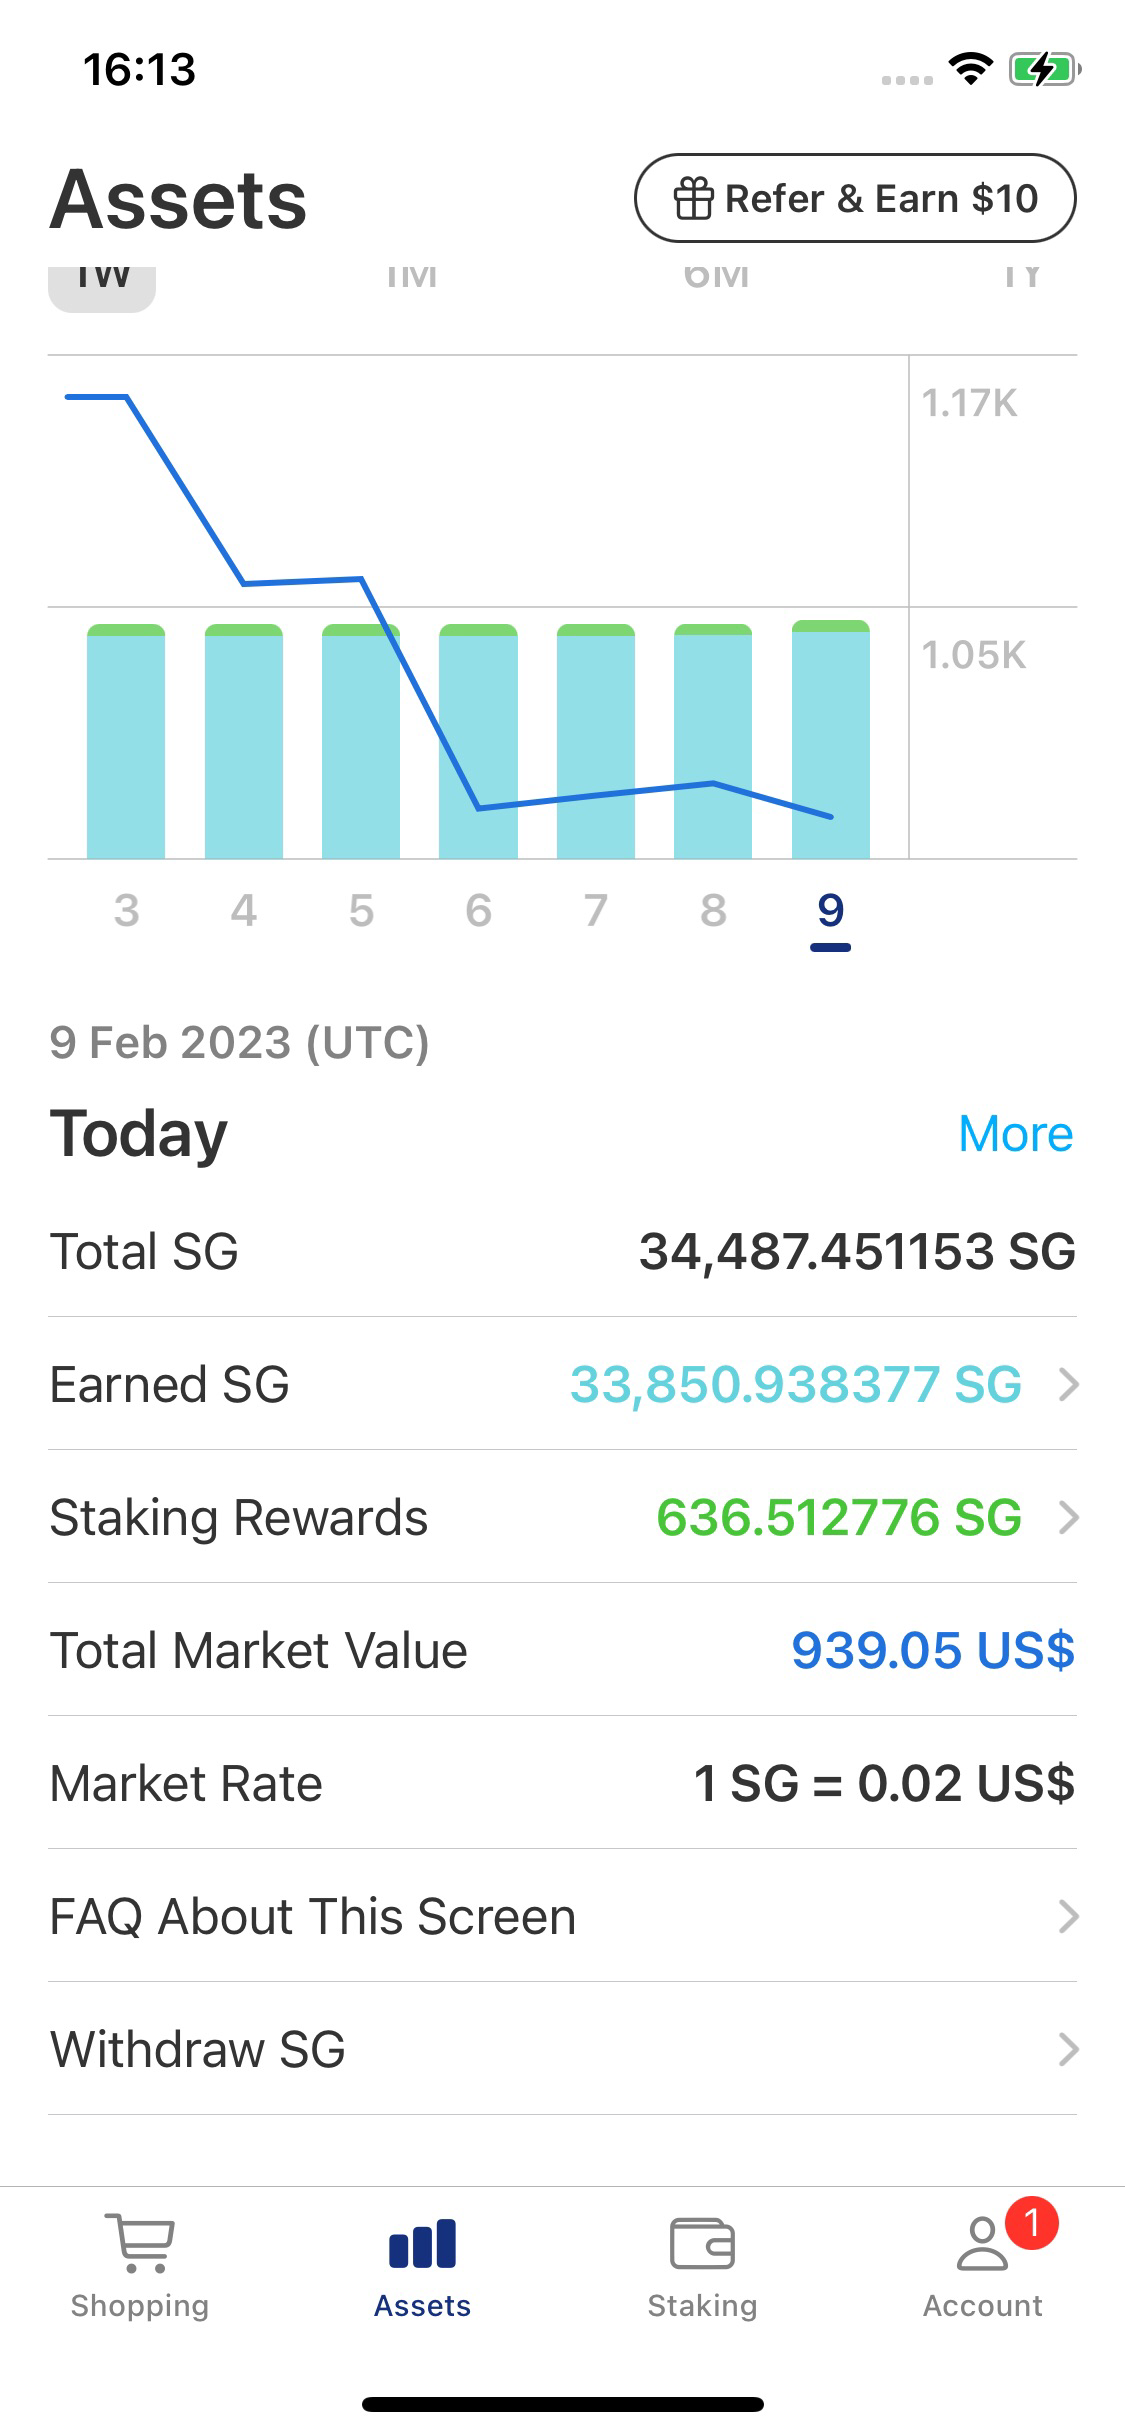 16:13
Assets
Refer & Earn $10
1W 1M 6M 1Y
1.17K
1.05K
3 4 5 6 7 8 9
9 Feb 2023 (UTC)
Today More
Total SG 34,487.451153 SG
Earned SG 33,850.938377 SG
Staking Rewards 636.512776 SG
Total Market Value 939.05 US$
Market Rate 1 SG = 0.02 US$
FAQ About This Screen
Withdraw SG
1
Shopping Assets Staking Account